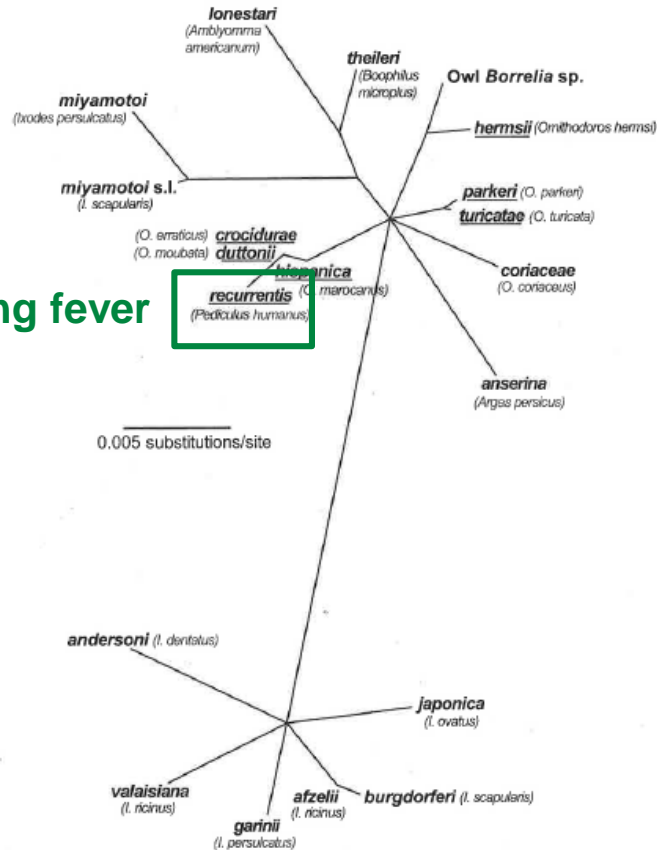 lonestari
(Amblyomma
americanum)
theileri
(Boophilus
microplus)
Owl Borrelia sp.
miyamotoi
(Ixodes persulcatus)
hermsii (Ornithodoros hermsi)
miyamotoi s.l.
(I. scapularis)
parkeri (O. parkeri)
turicatae (O. turicata)
(O. erraticus) crocidurae
(O. moubata) duttonii
hispanica
(O. marocanus)
coriaceae
(O. coriaceus)
ng fever
recurrentis
(Pediculus humanus)
anserina
(Argas persicus)
0.005 substitutions/site
andersoni (I. dentatus)
japonica
(I. ovatus)
valaisiana
(I. ricinus)
afzelii
(I. ricinus)
burgdorferi (I. scapularis)
garinii
(I. persulcatus)